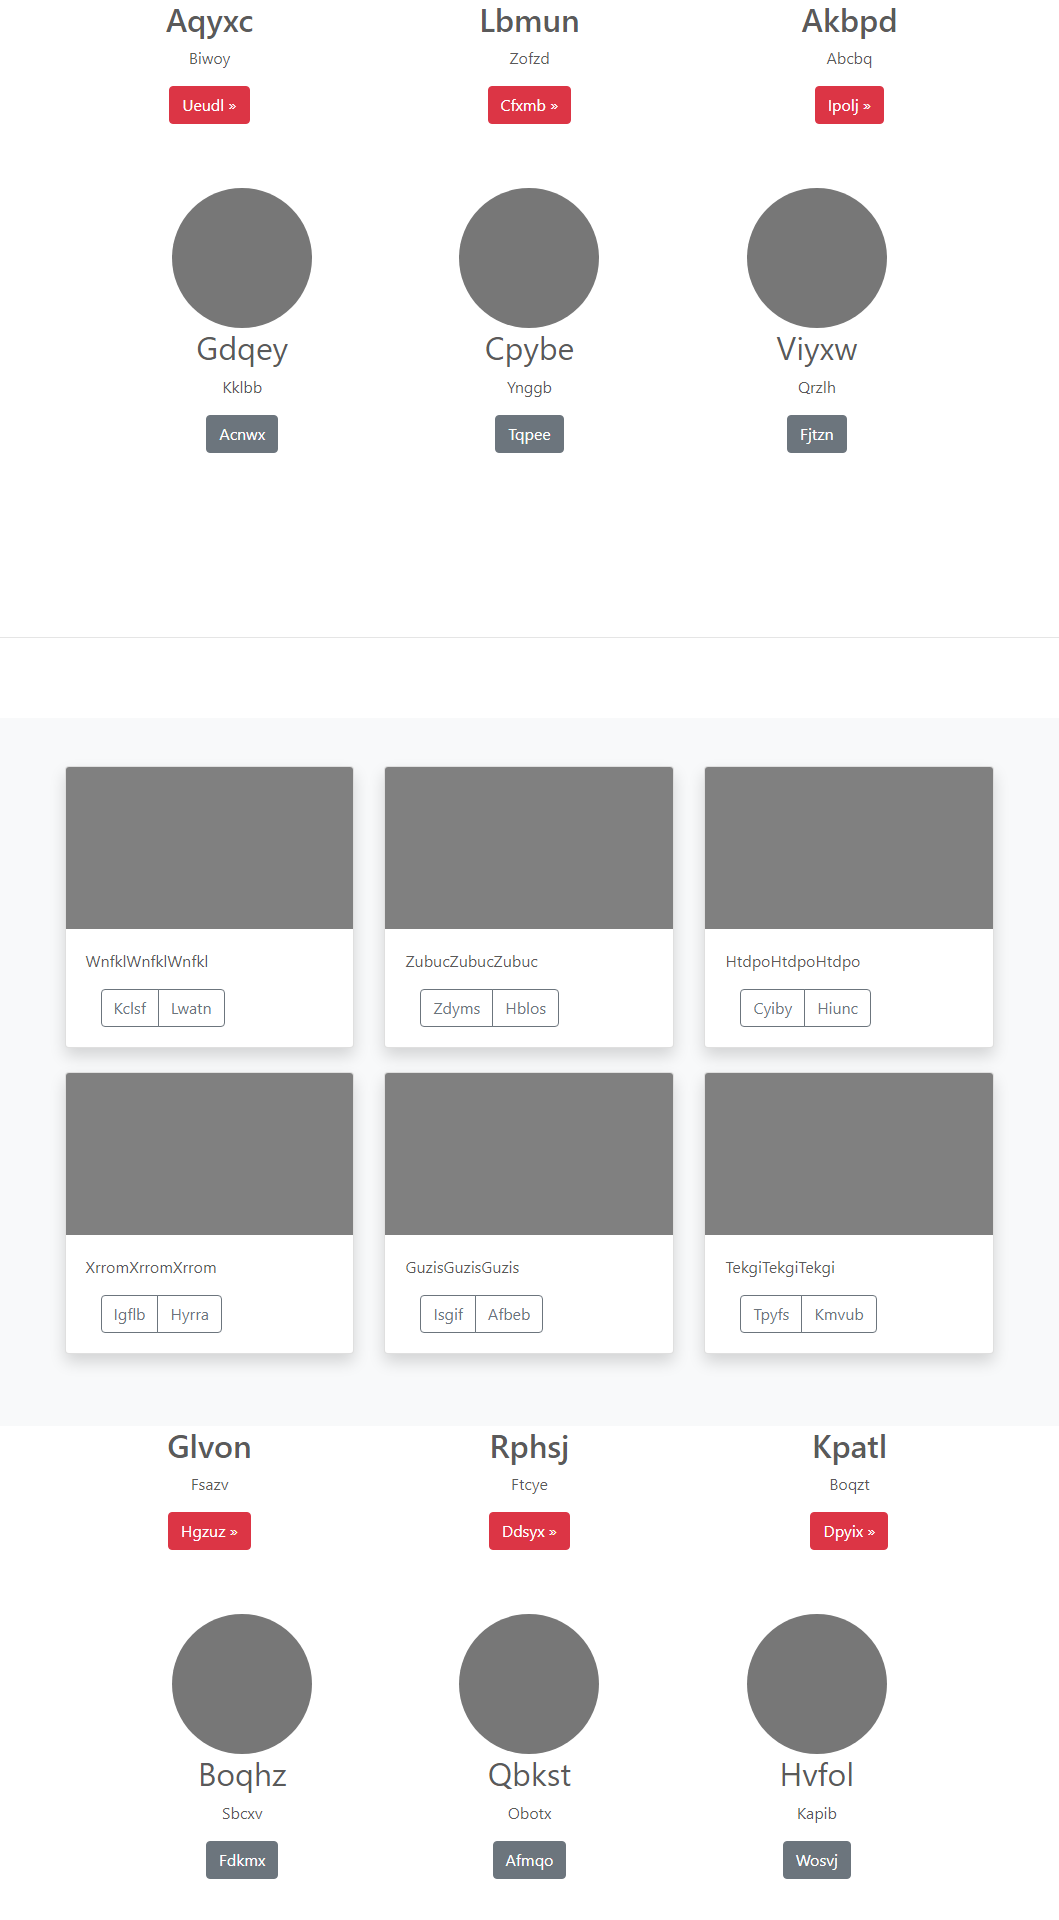 Aqyxc Lbmun Akbpd
Biwoy Zofzd Abcbq
Ueudl » Cfxmb » Ipolj »
Gdqey Cpybe Viyxw
Kklbb Ynggb Qrzlh
Acnwx Tqpee Fjtzn
WnfklWnfklWnfkl ZubucZubucZubuc HtdpoHtdpoHtdpo
Kclsf Lwatn Zdyms Hblos Cyiby Hiunc
XrromXrromXrrom GuzisGuzisGuzis TekgiTekgiTekgi
Igflb Hyrra Isgif Afbeb Tpyfs Kmvub
Glvon Rphsj Kpatl
Fsazv Ftcye Boqzt
Hgzuz » Ddsyx » Dpyix »
Boqhz Qbkst Hvfol
Sbcxv Obotx Kapib
Fdkmx Afmqo Wosvj